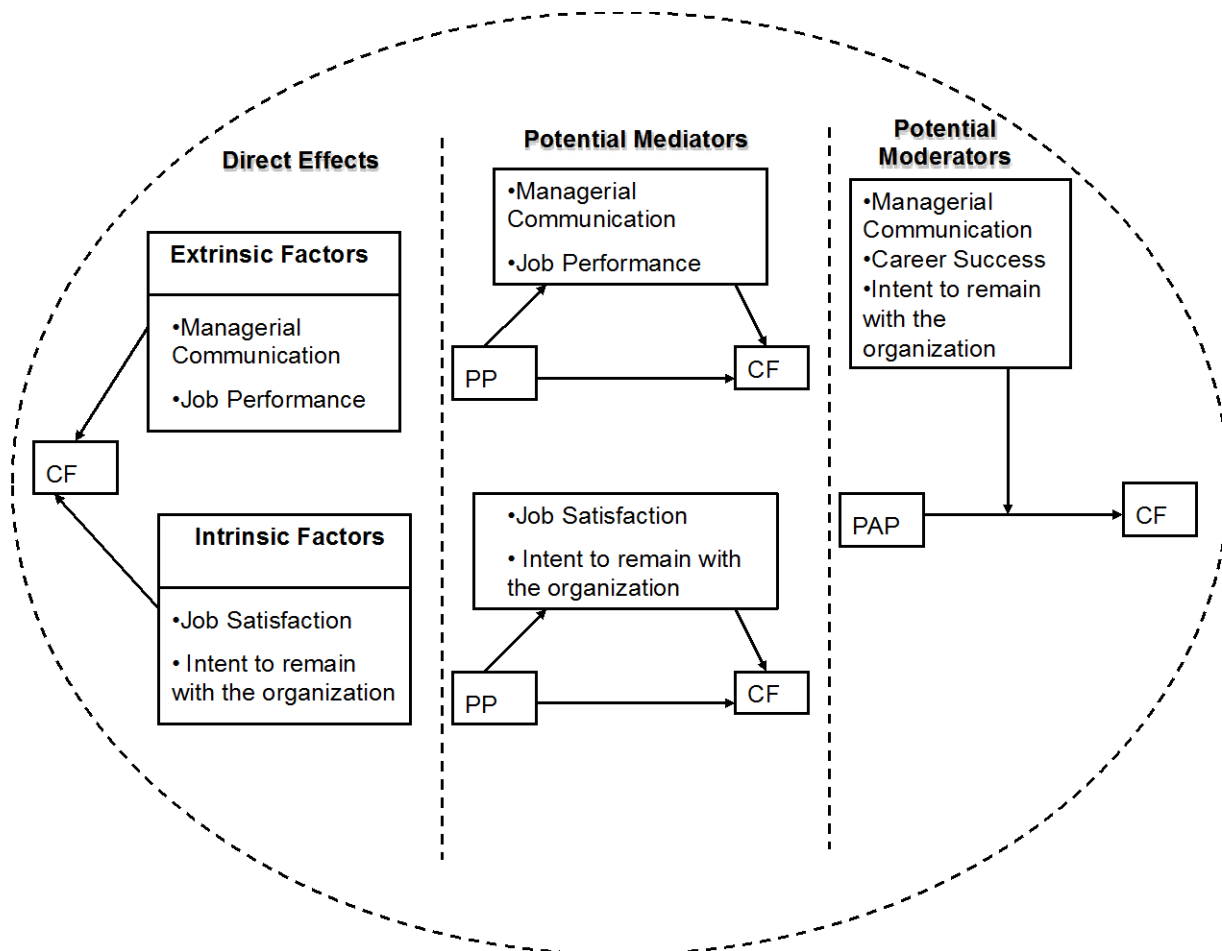 Direct Effects
Extrinsic Factors
•Managerial
Communication
•Job Performance
CF
Intrinsic Factors
•Job Satisfaction
• Intent to remain
with the organization
Potential Mediators
•Managerial
Communication
•Job Performance
PP
CF
•Job Satisfaction
• Intent to remain with
the organization
PP
CF
Potential
Moderators
•Managerial
Communication
•Career Success
•Intent to remain
with the
organization
PAP
CF